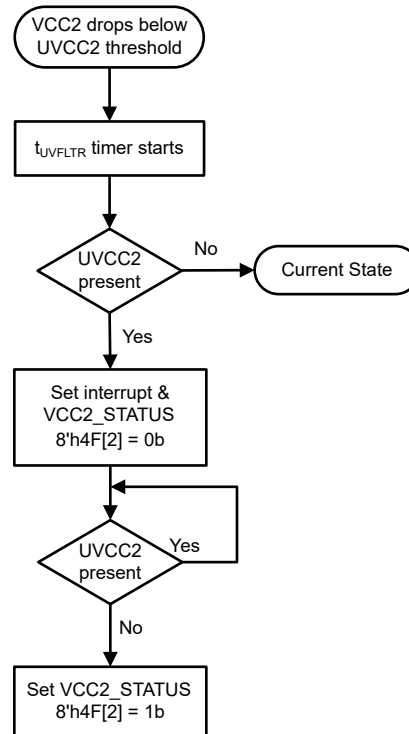 VCC2 drops below
UVCC2 threshold
tUVFLTR timer starts
UVCC2
present
No
Current State
Yes
Set interrupt &
VCC2_STATUS
8'h4F[2] = 0b
UVCC2
present
Yes
No
Set VCC2_STATUS
8'h4F[2] = 1b